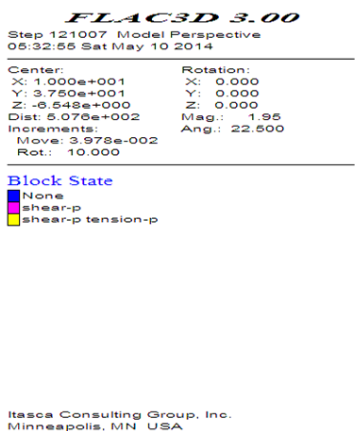 FLAC3D 3.00
Step 121007 Model Perspective
05:32:55 Sat May 10 2014
Center: Rotation:
X: 1.000e+001 X: 0.000
Y: 3.750e+001 Y: 0.000
Z: -6.548e+000 Z: 0.000
Dist: 5.076e+002 Mag.: 1.95
Increments: Ang.: 22.500
Move: 3.978e-002
Rot.: 10.000
Block State
None
shear-p
shear-p tension-p
Itasca Consulting Group, Inc.
Minneapolis, MN USA